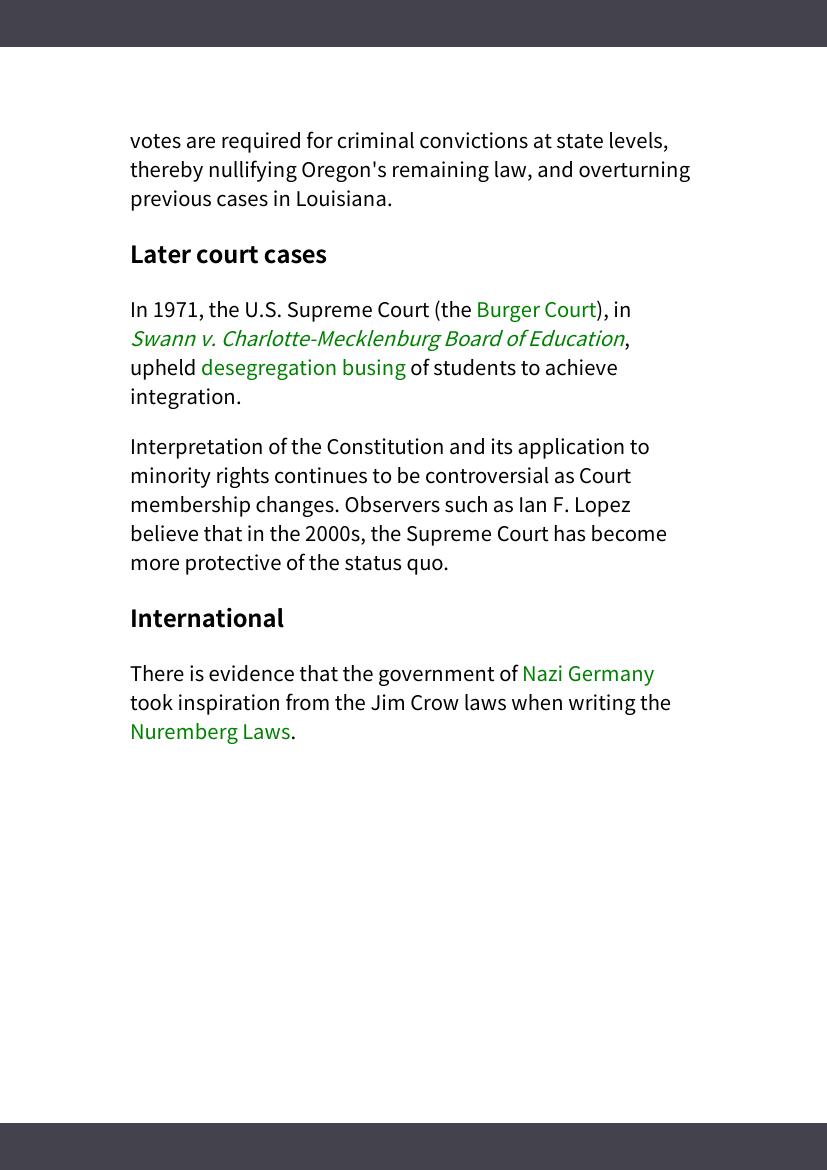 votes are required for criminal convictions at state levels,
thereby nullifying Oregon's remaining law, and overturning
previous cases in Louisiana.
Later court cases
In 1971, the U.S. Supreme Court (the Burger Court), in
Swann v. Charlotte-Mecklenburg Board of Education,
upheld desegregation busing of students to achieve
integration.
Interpretation of the Constitution and its application to
minority rights continues to be controversial as Court
membership changes. Observers such as Ian F. Lopez
believe that in the 2000s, the Supreme Court has become
more protective of the status quo.
International
There is evidence that the government of Nazi Germany
took inspiration from the Jim Crow laws when writing the
Nuremberg Laws.